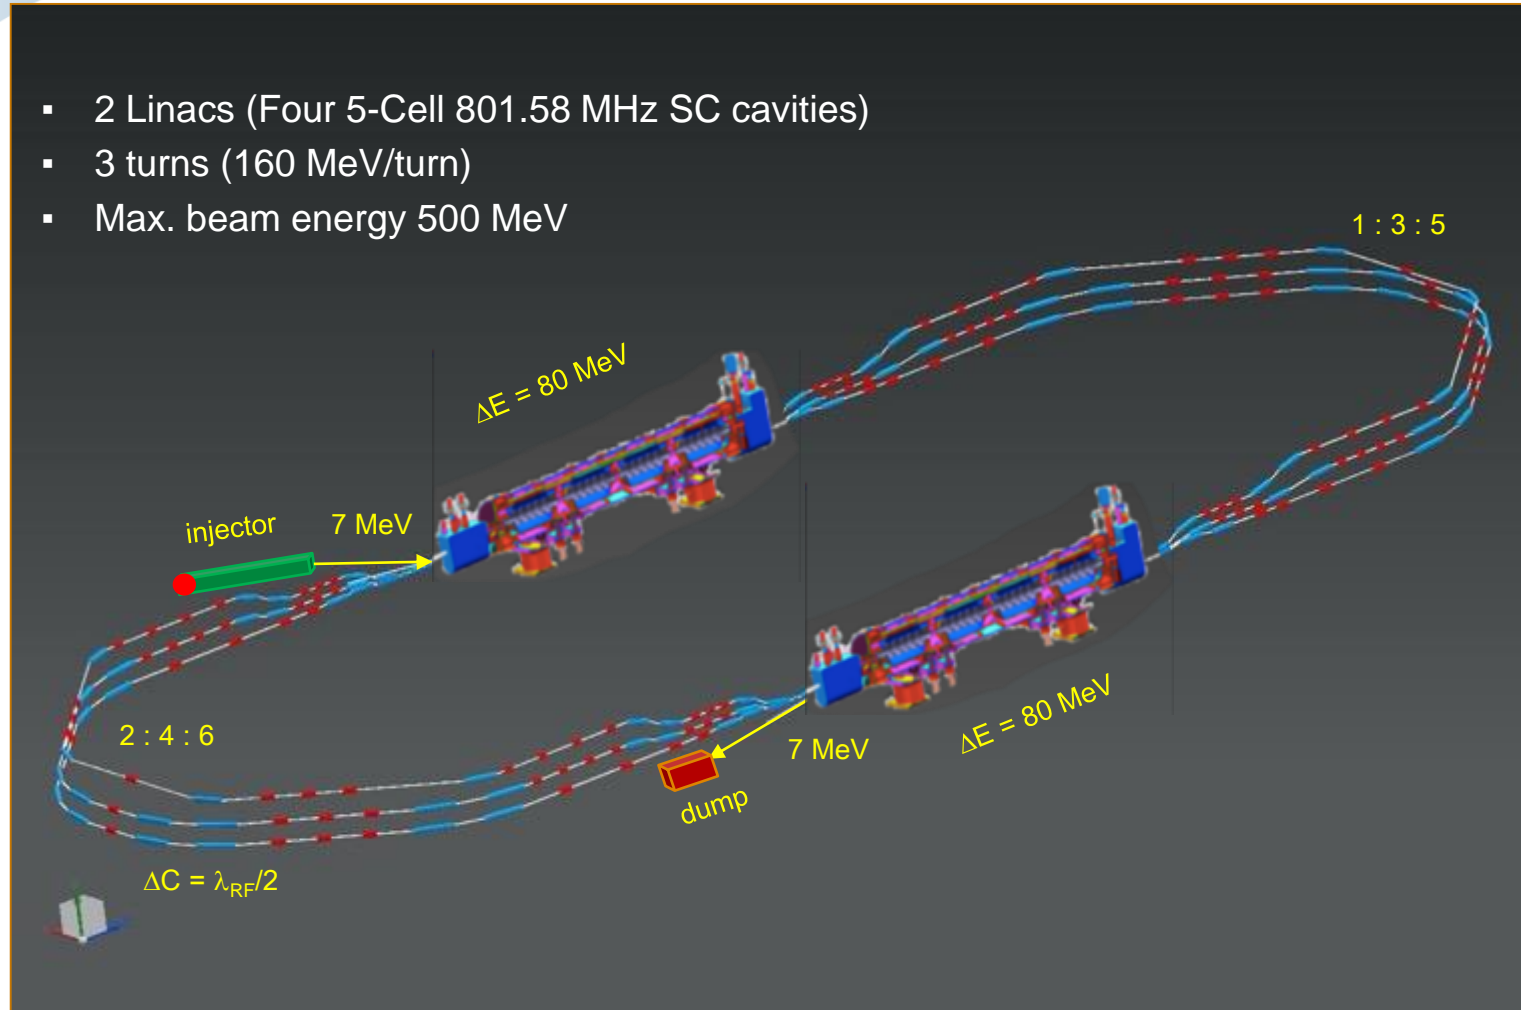 ▪ 2 Linacs (Four 5-Cell 801.58 MHz SC cavities)
▪ 3 turns (160 MeV/turn)
▪ Max. beam energy 500 MeV
1 : 3 : 5
ΔE = 80 MeV
injector
7 MeV
2 : 4 : 6
7 MeV
ΔE = 80 MeV
dump
ΔC = λRF/2